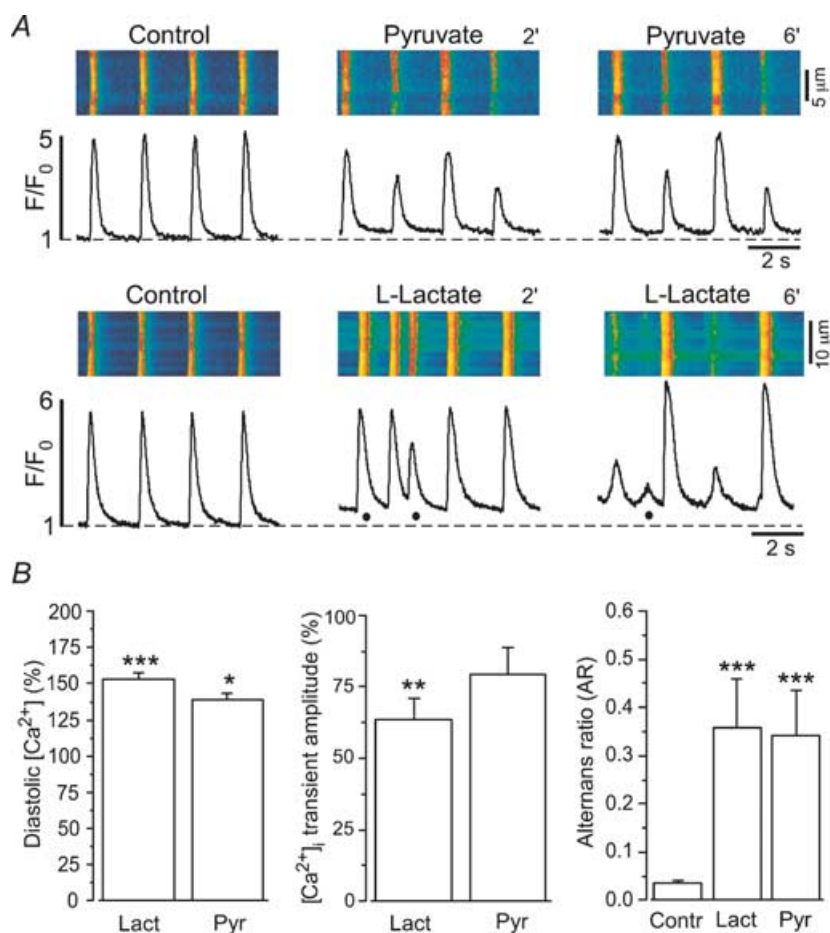 A
Control Pyruvate 2' Pyruvate 6'
5 µm
5
F/F0
1
2 s
Control L-Lactate 2' L-Lactate 6'
10 µm
6
F/F0
1
2 s
B
200
175
150
125
100
75
50
25
0
Diastolic [Ca2+] (%)
***
*
Lact Pyr
100
75
50
25
0
[Ca2+]i transient amplitude (%)
**
Lact Pyr
0.6
0.5
0.4
0.3
0.2
0.1
0.0
Alternans ratio (AR)
*** ***
Contr Lact Pyr